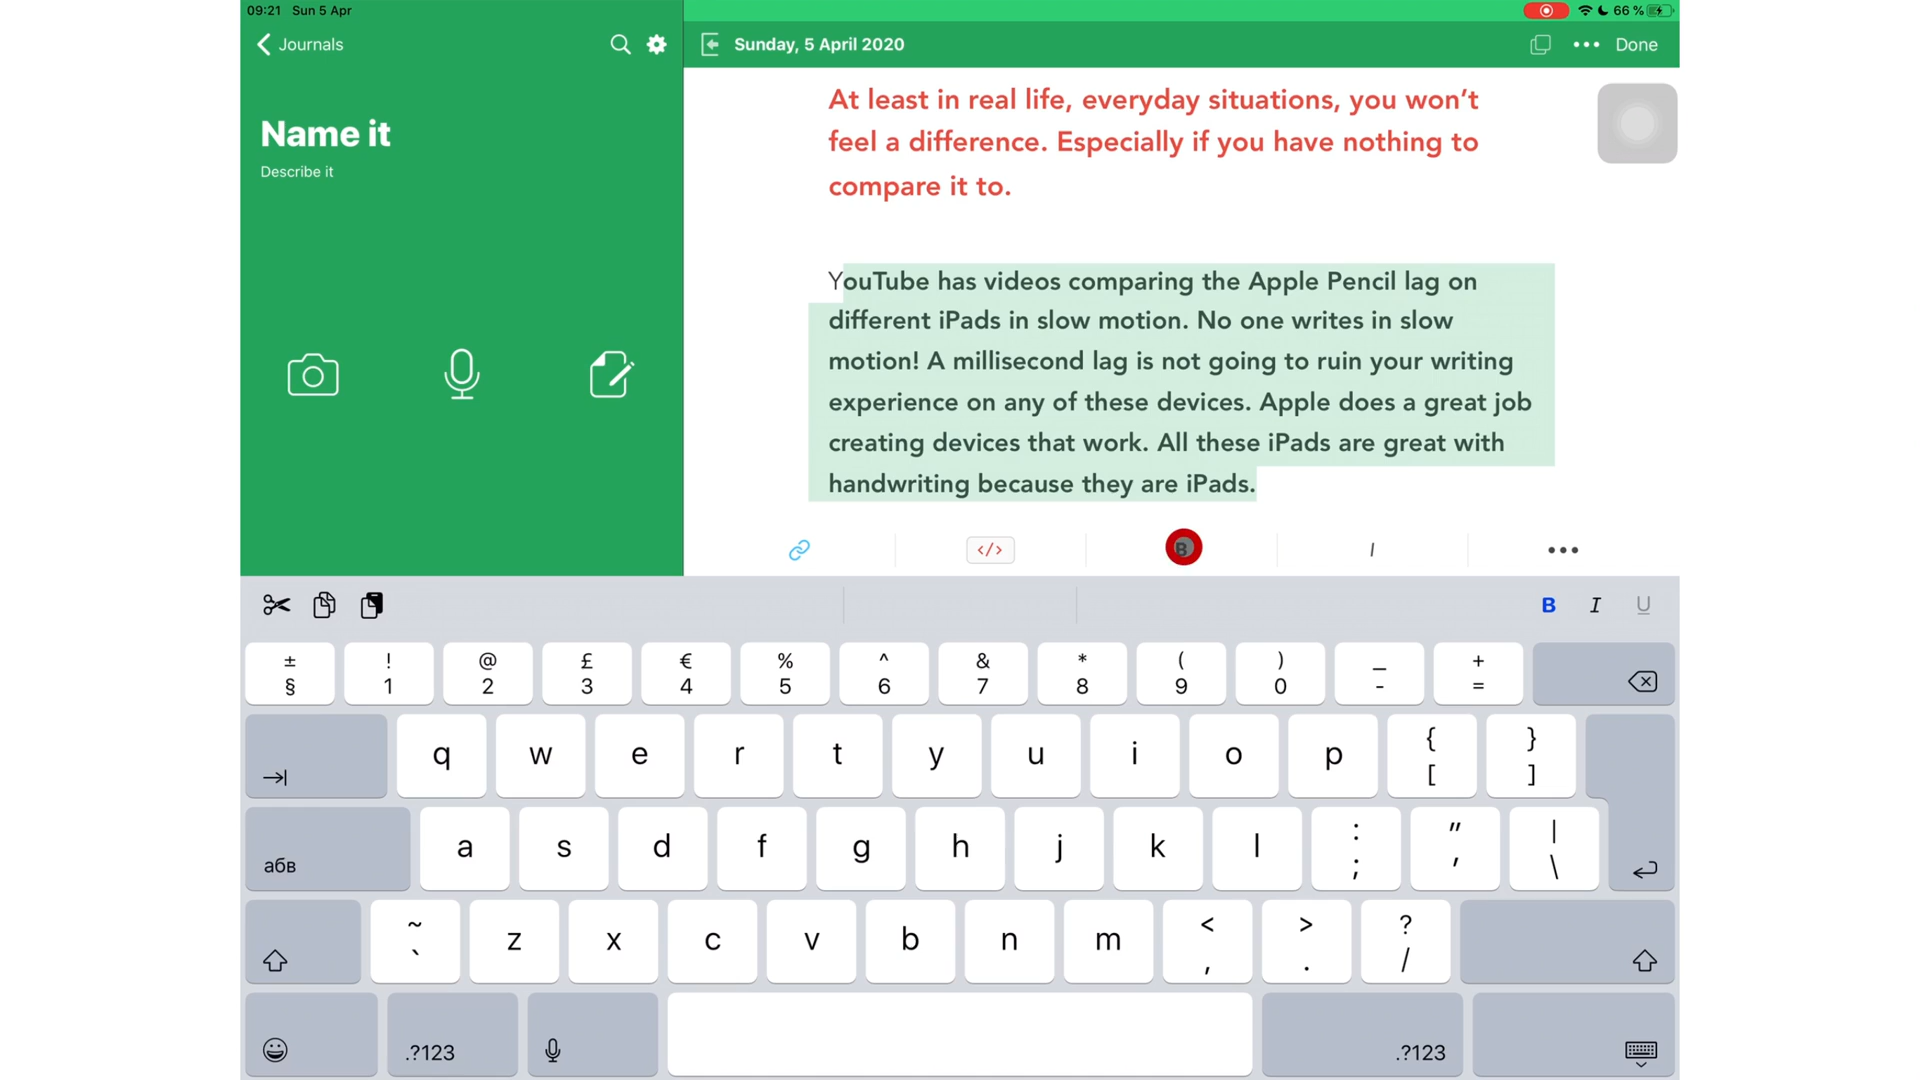 09:21 Sun 5 Apr
66 %
Journals
Sunday, 5 April 2020
Done
Name it
Describe it
At least in real life, everyday situations, you won’t
feel a difference. Especially if you have nothing to
compare it to.
YouTube has videos comparing the Apple Pencil lag on
different iPads in slow motion. No one writes in slow
motion! A millisecond lag is not going to ruin your writing
experience on any of these devices. Apple does a great job
creating devices that work. All these iPads are great with
handwriting because they are iPads.
</> B I
B I U
± ! @ £ € % ^ & * ( ) _ +
§ 1 2 3 4 5 6 7 8 9 0 - =
q w e r t y u i o p { }
[ ]
a s d f g h j k l : " |
абв ; ' \
~ z x c v b n m < > ?
` , . /
.?123 .?123